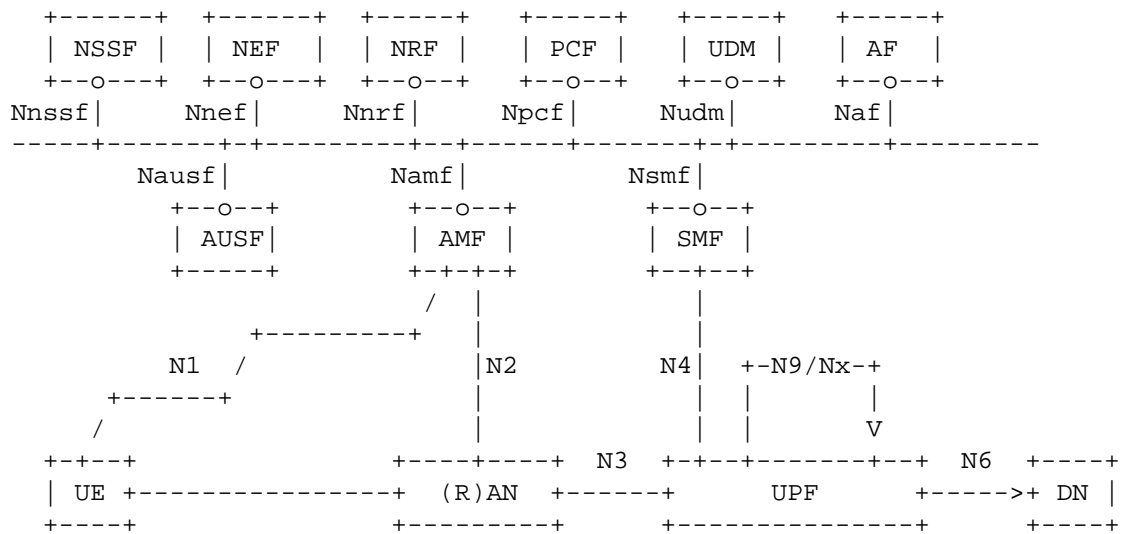 NSSF NEF NRF PCF UDM AF
Nnssf Nnef Nnrf Npcf Nudm Naf
Nausf Namf Nsmf
AUSF AMF SMF
N1 N2 N4 N9/Nx
V
N3 N6
UE (R)AN UPF DN